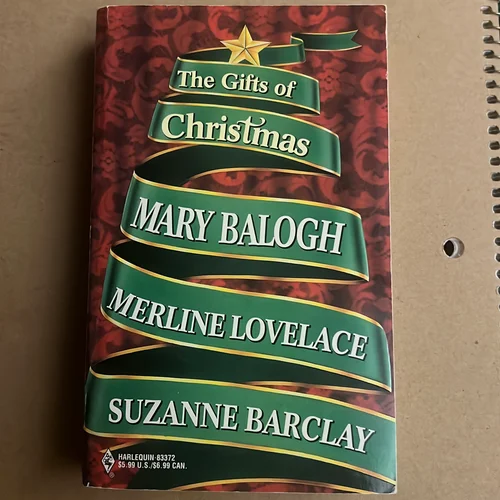 The Gifts of
Christmas
MARY BALOGH
MERLINE LOVELACE
SUZANNE BARCLAY
HARLEQUIN·83372
$5.99 U.S./$6.99 CAN.